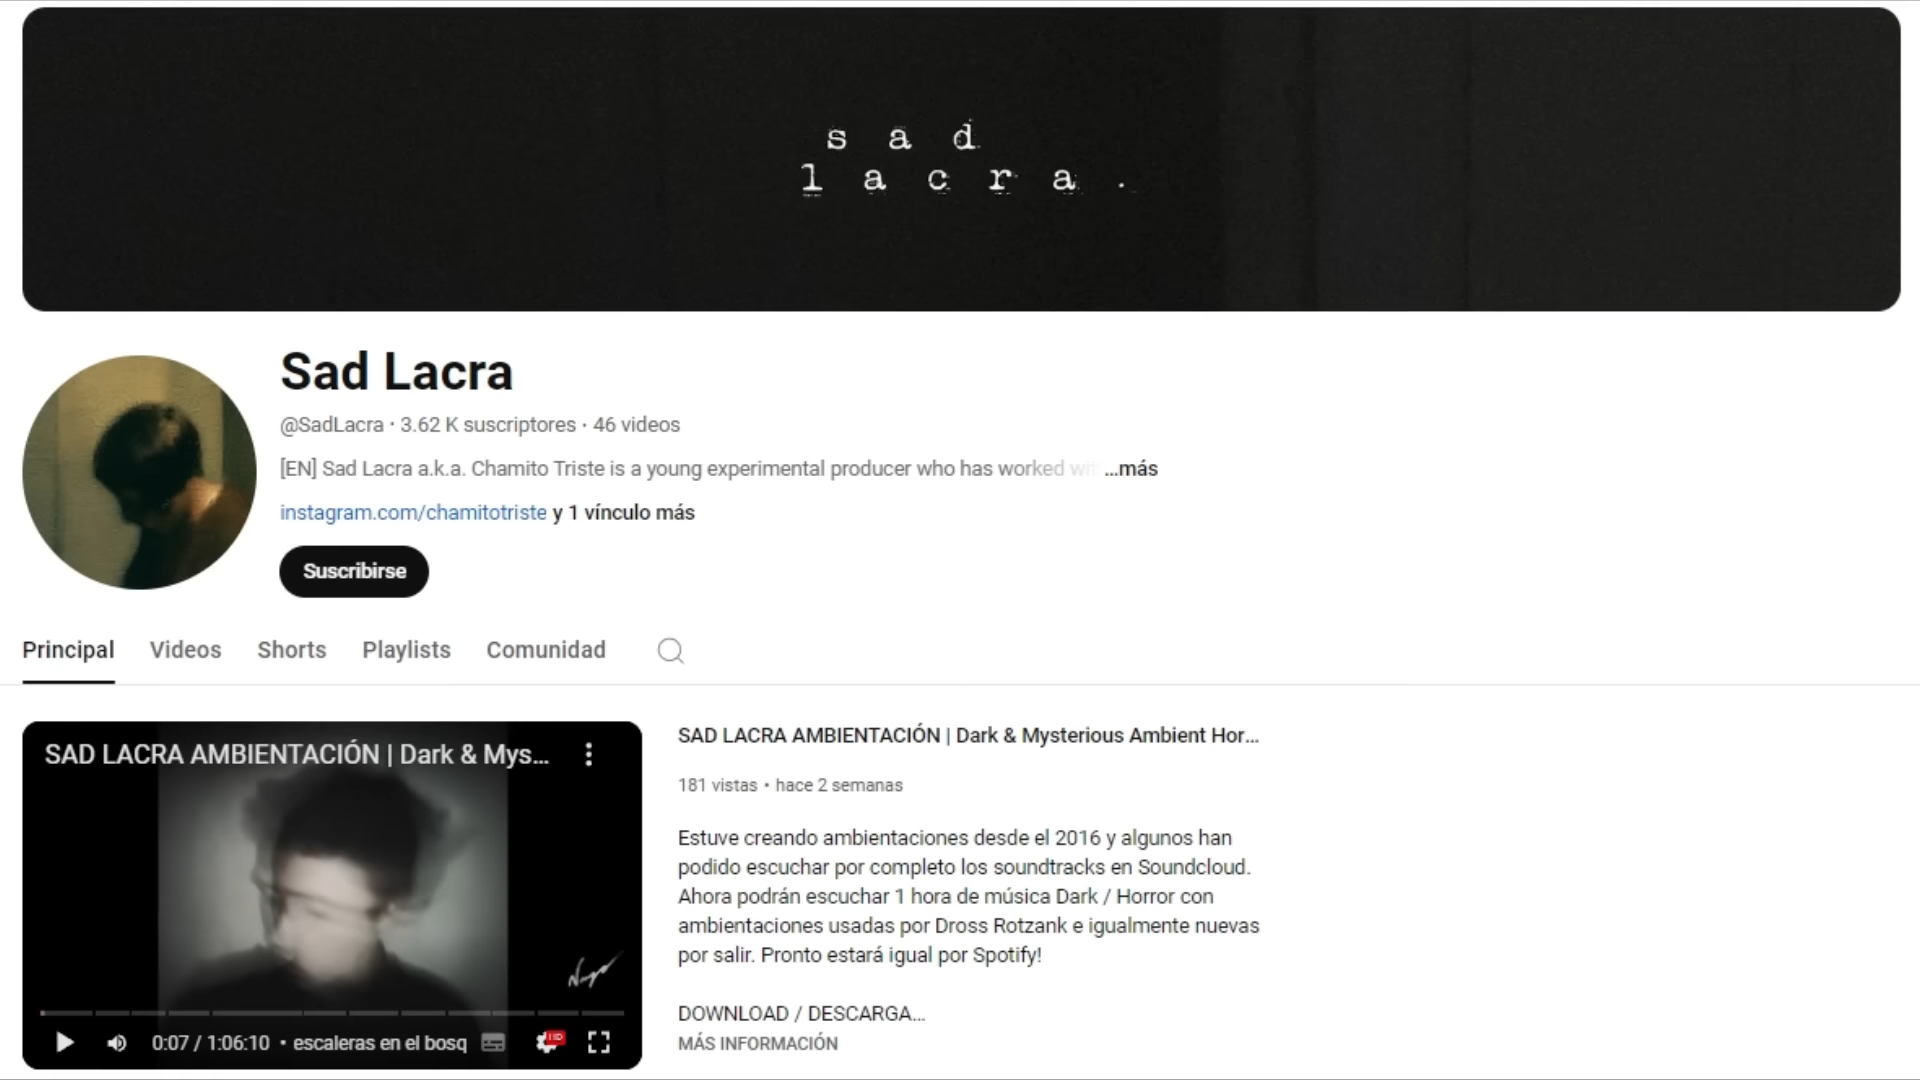 s a d
l a c r a .
Sad Lacra
@SadLacra · 3.62 K suscriptores · 46 videos
[EN] Sad Lacra a.k.a. Chamito Triste is a young experimental producer who has worked with ...más
instagram.com/chamitotriste y 1 vínculo más
Suscribirse
Principal Videos Shorts Playlists Comunidad
SAD LACRA AMBIENTACIÓN | Dark & Mys...
HD
0:07 / 1:06:10 • escaleras en el bosq
SAD LACRA AMBIENTACIÓN | Dark & Mysterious Ambient Hor...
181 vistas • hace 2 semanas
Estuve creando ambientaciones desde el 2016 y algunos han
podido escuchar por completo los soundtracks en Soundcloud.
Ahora podrán escuchar 1 hora de música Dark / Horror con
ambientaciones usadas por Dross Rotzank e igualmente nuevas
por salir. Pronto estará igual por Spotify!
DOWNLOAD / DESCARGA...
MÁS INFORMACIÓN